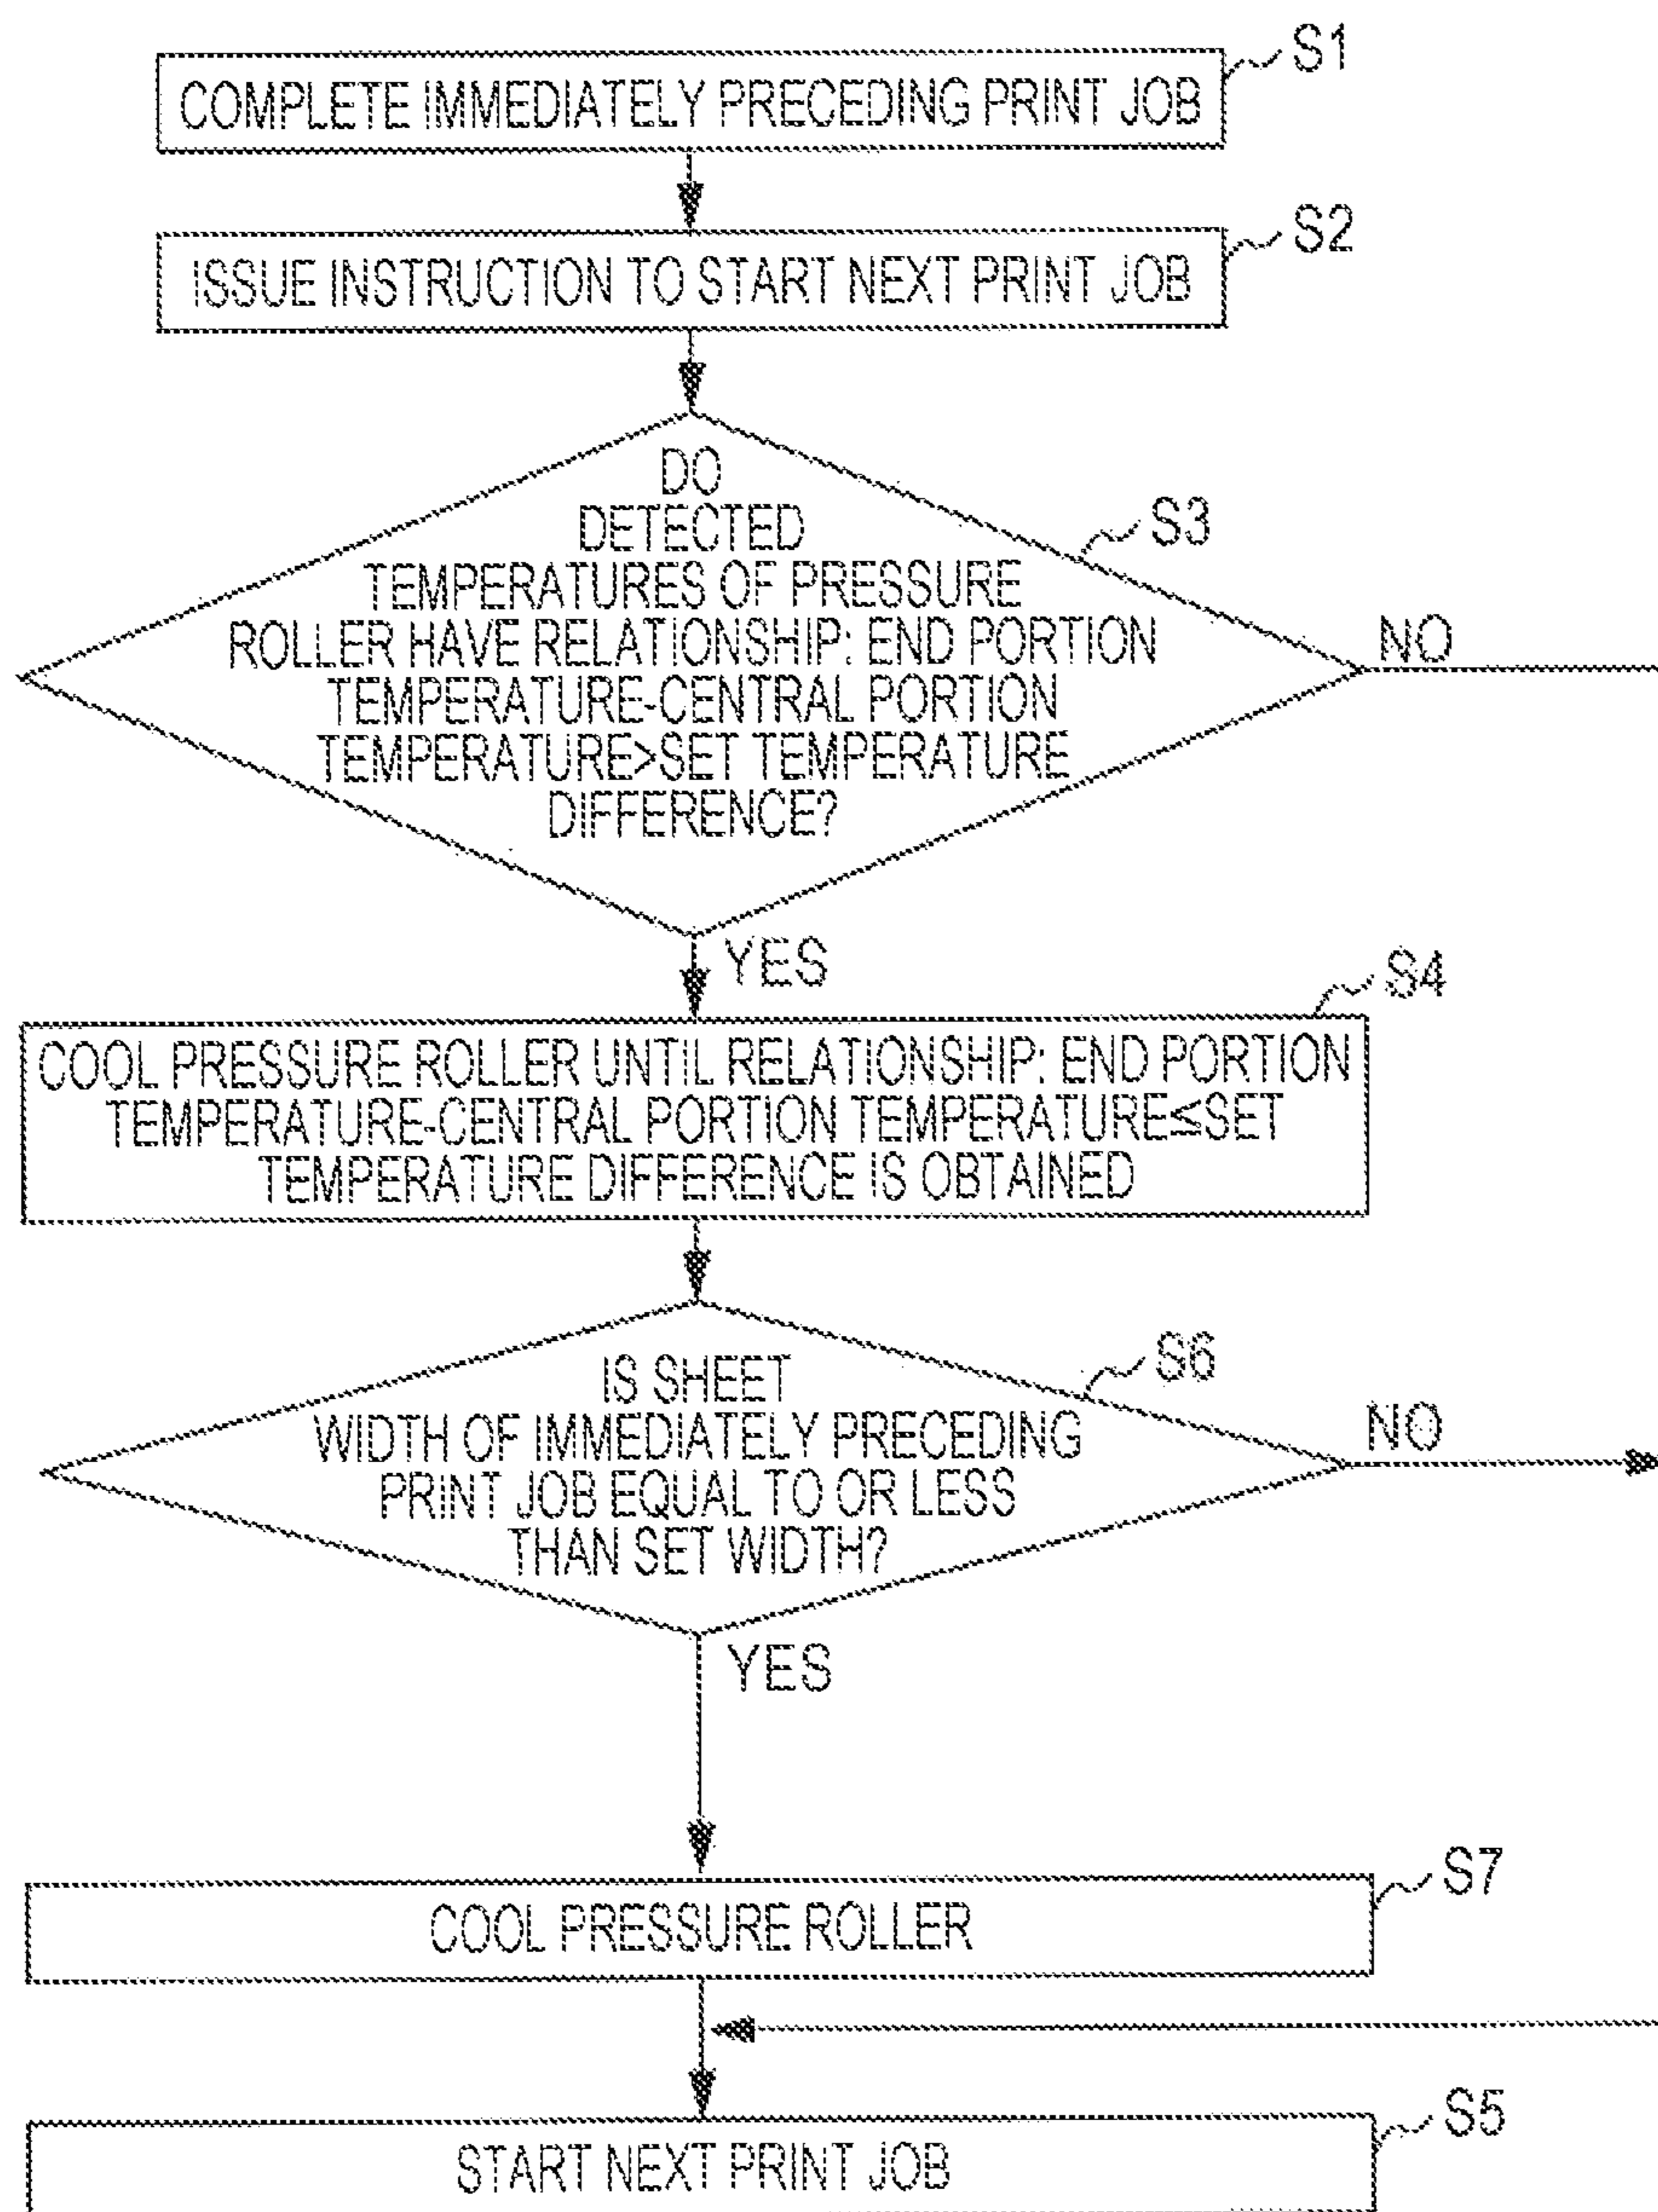 S1
COMPLETE IMMEDIATELY PRECEDING PRINT JOB
S2
ISSUE INSTRUCTION TO START NEXT PRINT JOB
S3
DO
DETECTED
TEMPERATURES OF PRESSURE
ROLLER HAVE RELATIONSHIP: END PORTION
TEMPERATURE-CENTRAL PORTION
TEMPERATURE>SET TEMPERATURE
DIFFERENCE?
NO
YES
S4
COOL PRESSURE ROLLER UNTIL RELATIONSHIP: END PORTION
TEMPERATURE-CENTRAL PORTION TEMPERATURE≤SET
TEMPERATURE DIFFERENCE IS OBTAINED
S6
IS SHEET
WIDTH OF IMMEDIATELY PRECEDING
PRINT JOB EQUAL TO OR LESS
THAN SET WIDTH?
NO
YES
S7
COOL PRESSURE ROLLER
S5
START NEXT PRINT JOB